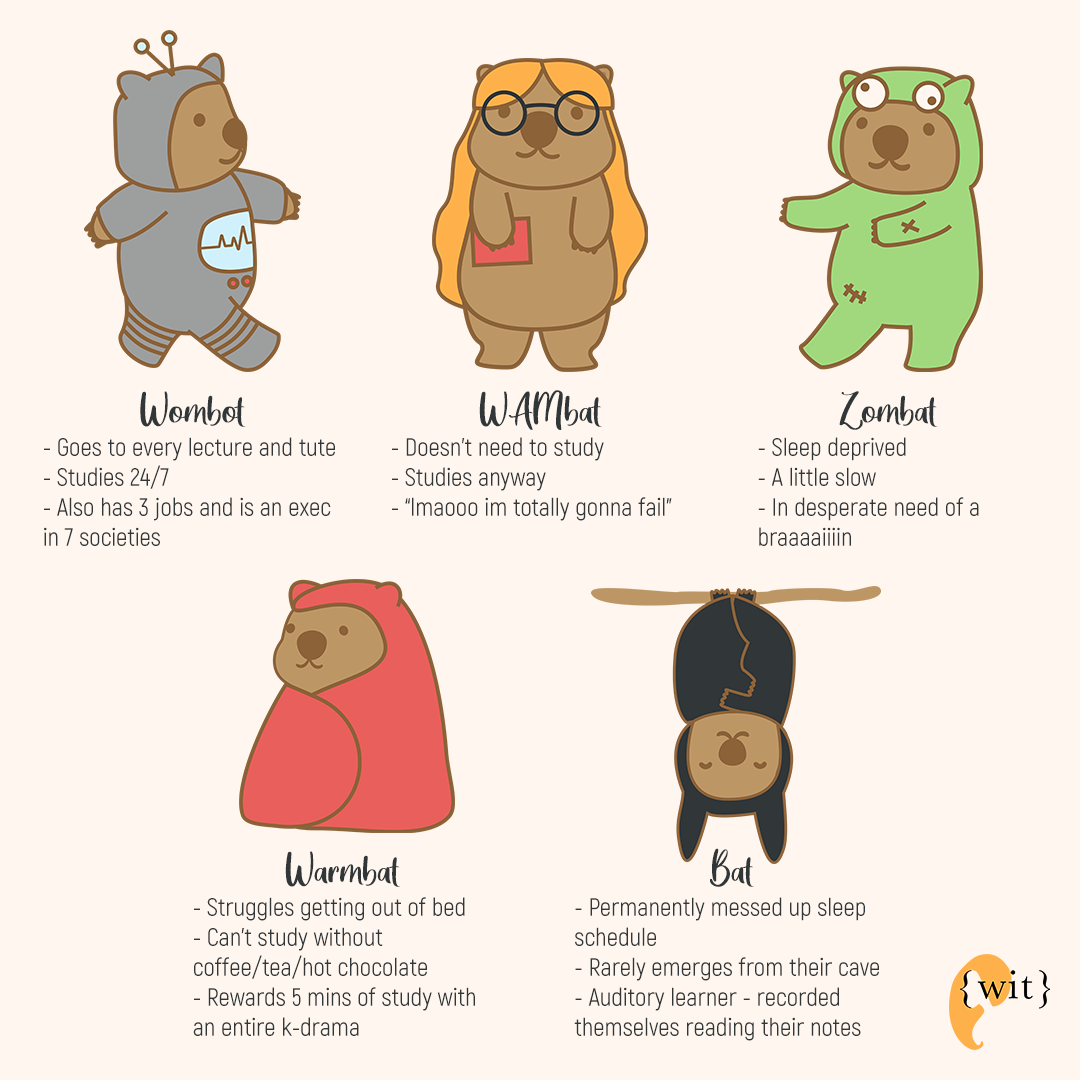 Wombot
- Goes to every lecture and tute
- Studies 24/7
- Also has 3 jobs and is an exec
in 7 societies
WAMbat
- Doesn't need to study
- Studies anyway
- “lmaooo im totally gonna fail”
Zombat
- Sleep deprived
- A little slow
- In desperate need of a
braaaaiiiin
Warmbat
- Struggles getting out of bed
- Can't study without
coffee/tea/hot chocolate
- Rewards 5 mins of study with
an entire k-drama
Bat
- Permanently messed up sleep
schedule
- Rarely emerges from their cave
- Auditory learner - recorded
themselves reading their notes
{wit}